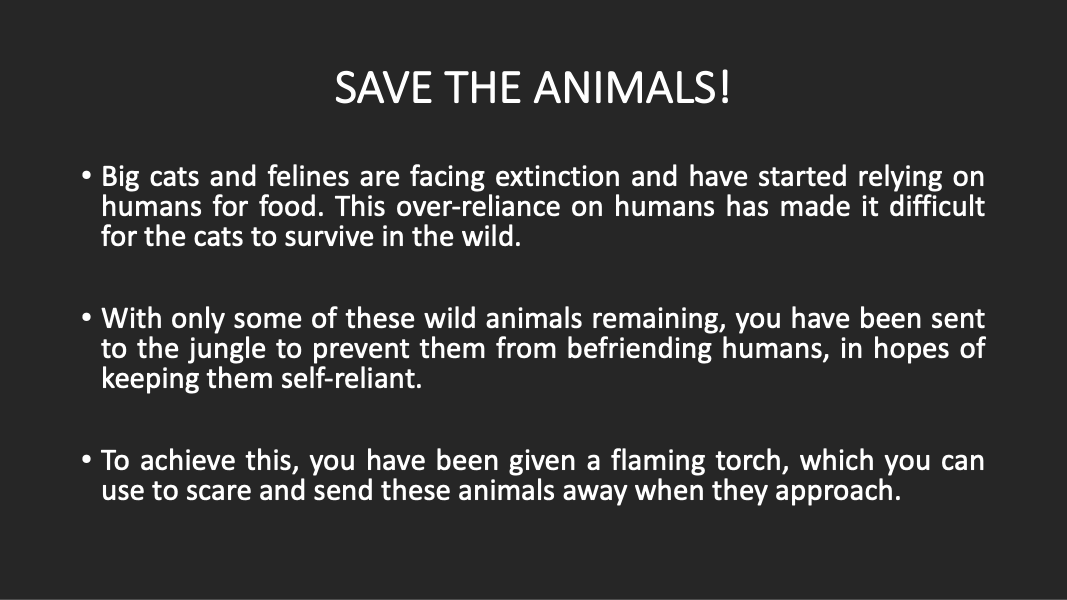 SAVE THE ANIMALS!
• Big cats and felines are facing extinction and have started relying on
humans for food. This over-reliance on humans has made it difficult
for the cats to survive in the wild.
• With only some of these wild animals remaining, you have been sent
to the jungle to prevent them from befriending humans, in hopes of
keeping them self-reliant.
• To achieve this, you have been given a flaming torch, which you can
use to scare and send these animals away when they approach.